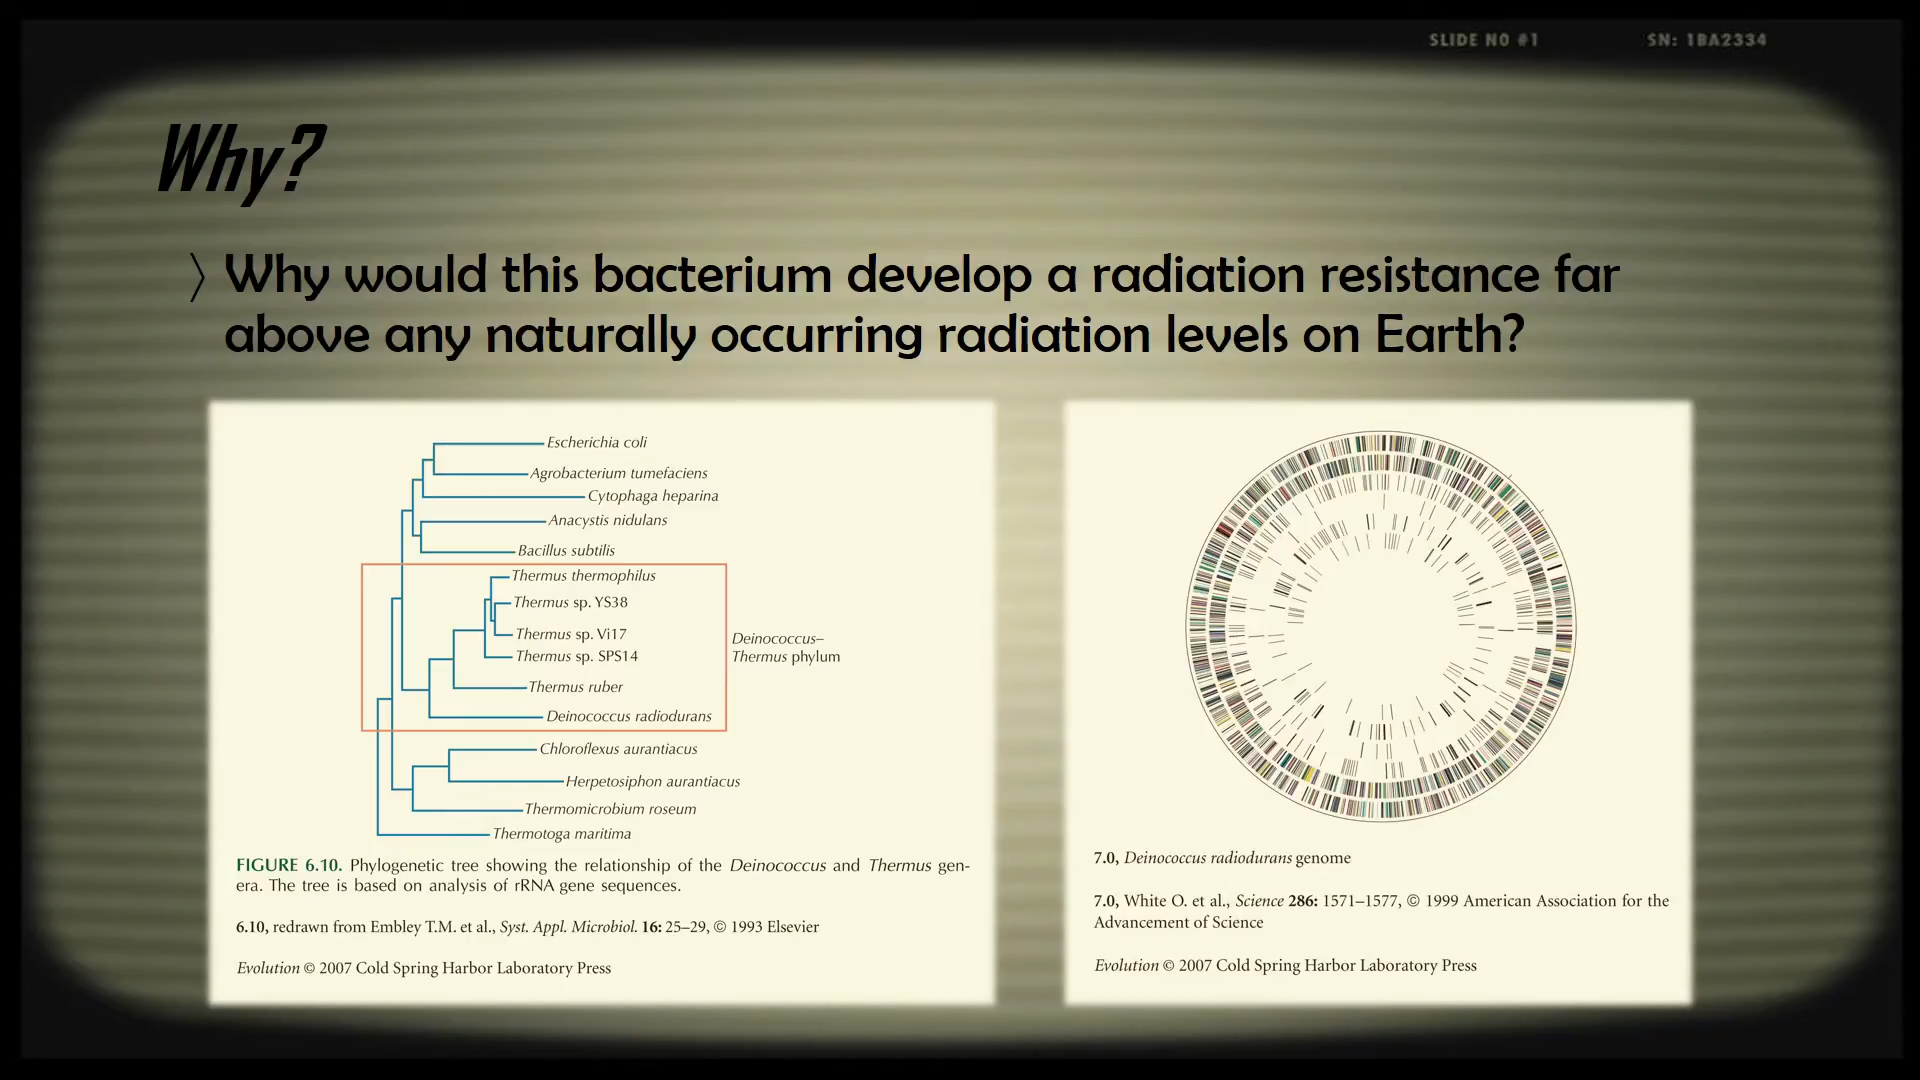 SLIDE NO #1
SN: 1BA2334
Why?
Why would this bacterium develop a radiation resistance far
above any naturally occurring radiation levels on Earth?
Escherichia coli
Agrobacterium tumefaciens
Cytophaga heparina
Anacystis nidulans
Bacillus subtilis
Thermus thermophilus
Thermus sp. YS38
Thermus sp. Vi17
Thermus sp. SPS14
Thermus ruber
Deinococcus radiodurans
Deinococcus–
Thermus phylum
Chloroflexus aurantiacus
Herpetosiphon aurantiacus
Thermomicrobium roseum
Thermotoga maritima
FIGURE 6.10. Phylogenetic tree showing the relationship of the Deinococcus and Thermus gen-
era. The tree is based on analysis of rRNA gene sequences.
6.10, redrawn from Embley T.M. et al., Syst. Appl. Microbiol. 16: 25–29, © 1993 Elsevier
Evolution © 2007 Cold Spring Harbor Laboratory Press
7.0, Deinococcus radiodurans genome
7.0, White O. et al., Science 286: 1571–1577, © 1999 American Association for the
Advancement of Science
Evolution © 2007 Cold Spring Harbor Laboratory Press